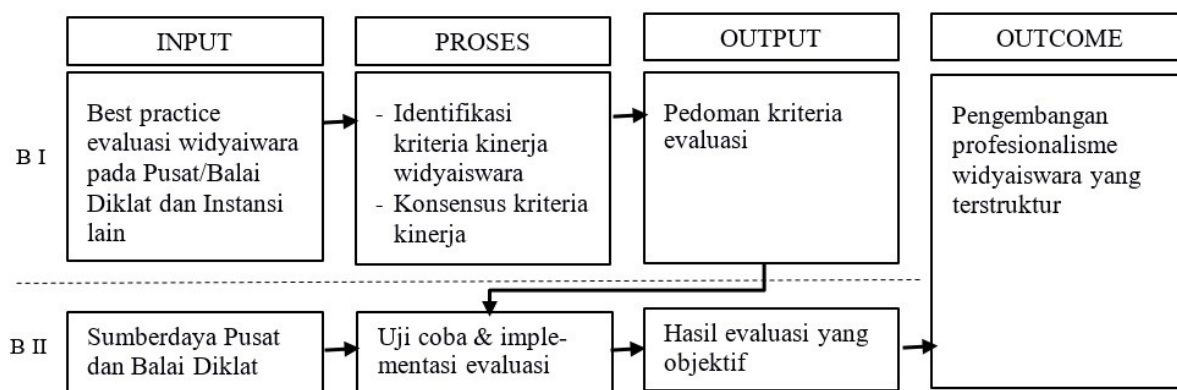 INPUT
PROSES
OUTPUT
OUTCOME
B I
Best practice
evaluasi widyaiwara
pada Pusat/Balai
Diklat dan Instansi
lain
- Identifikasi
kriteria kinerja
widyaiswara
- Konsensus kriteria
kinerja
Pedoman kriteria
evaluasi
Pengembangan
profesionalisme
widyaiswara yang
terstruktur
B II
Sumberdaya Pusat
dan Balai Diklat
Uji coba & imple-
mentasi evaluasi
Hasil evaluasi yang
objektif